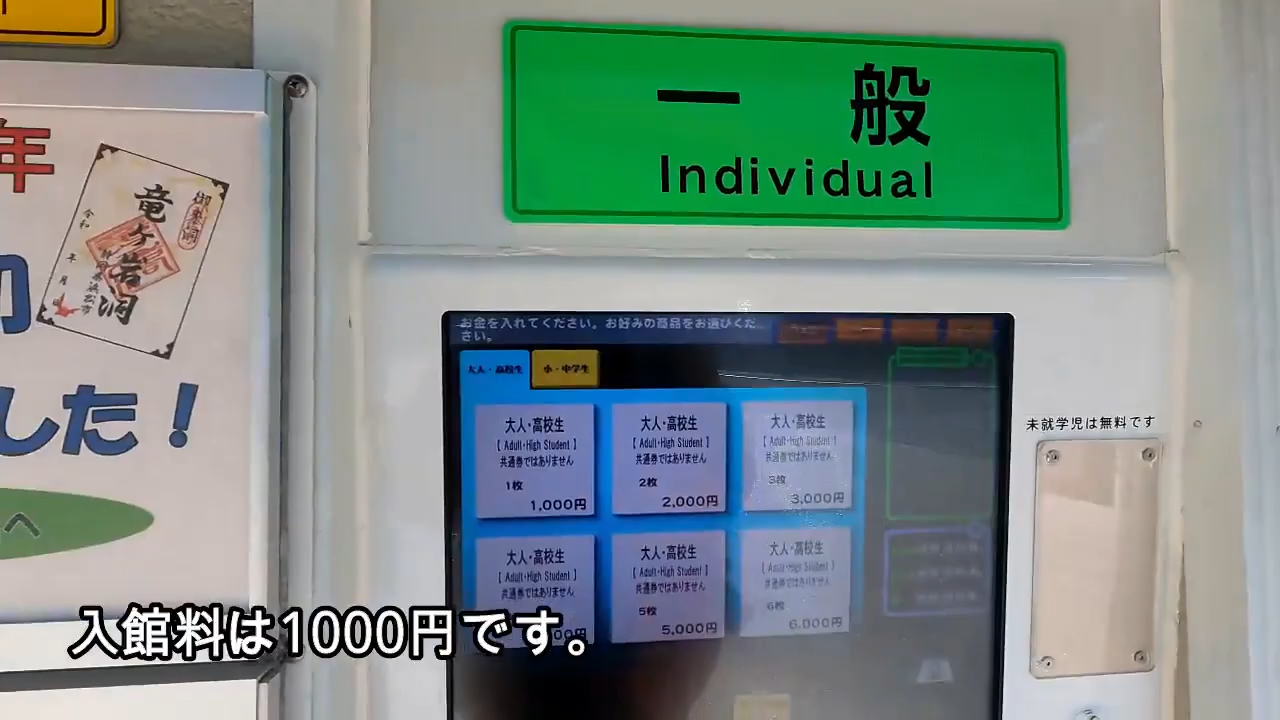 一般
Individual
年
御来洞
竜ヶ岩洞
令和
年
月
した！
へ
お金を入れてください。お好みの商品をお選びくだ
さい。
大人・高校生
小・中学生
大人・高校生
[ Adult・High Student ]
共通券ではありません
1枚
1,000円
大人・高校生
[ Adult・High Student ]
共通券ではありません
2枚
2,000円
大人・高校生
[ Adult・High Student ]
共通券ではありません
3枚
3,000円
大人・高校生
[ Adult・High Student ]
共通券ではありません
大人・高校生
[ Adult・High Student ]
共通券ではありません
5枚
5,000円
大人・高校生
[ Adult・High Student ]
共通券ではありません
6枚
6,000円
未就学児は無料です
入館料は1000円です。